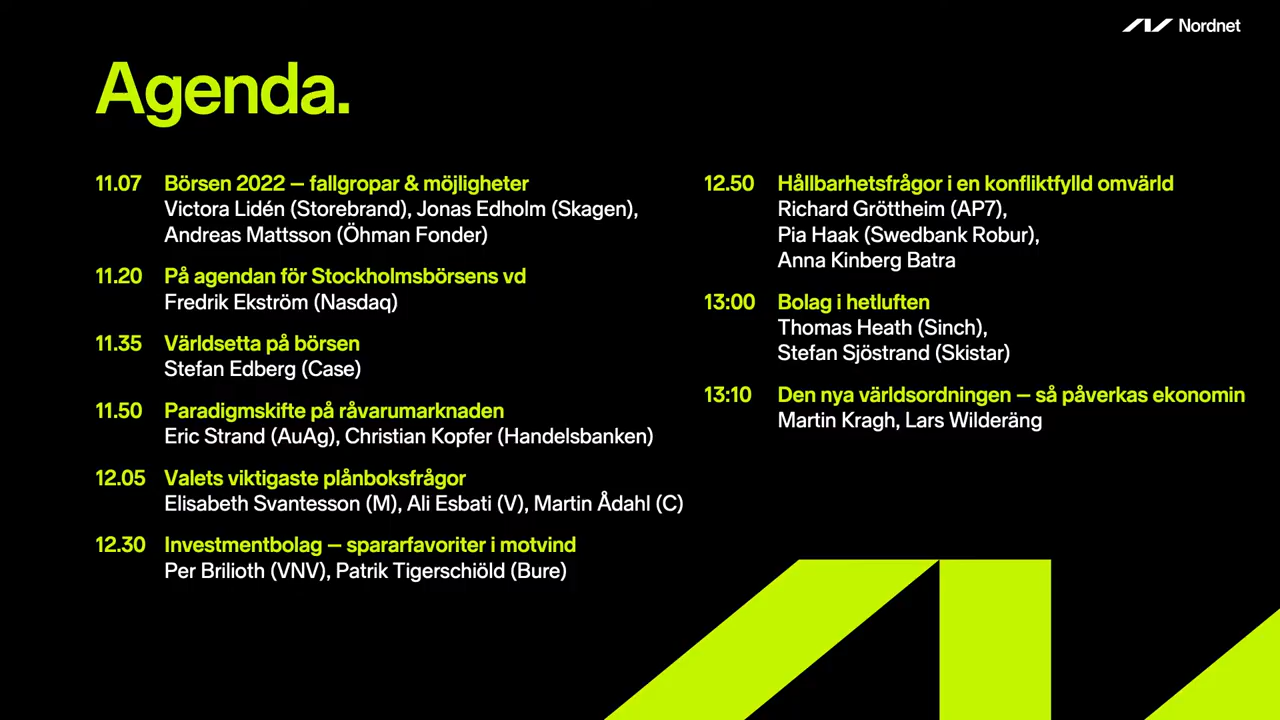 Nordnet
Agenda.
11.07 Börsen 2022 – fallgropar & möjligheter
Victora Lidén (Storebrand), Jonas Edholm (Skagen),
Andreas Mattsson (Öhman Fonder)
11.20 På agendan för Stockholmsbörsens vd
Fredrik Ekström (Nasdaq)
11.35 Världsetta på börsen
Stefan Edberg (Case)
11.50 Paradigmskifte på råvarumarknaden
Eric Strand (AuAg), Christian Kopfer (Handelsbanken)
12.05 Valets viktigaste plånboksfrågor
Elisabeth Svantesson (M), Ali Esbati (V), Martin Ådahl (C)
12.30 Investmentbolag – spararfavoriter i motvind
Per Brilioth (VNV), Patrik Tigerschiöld (Bure)
12.50 Hållbarhetsfrågor i en konfliktfylld omvärld
Richard Gröttheim (AP7),
Pia Haak (Swedbank Robur),
Anna Kinberg Batra
13:00 Bolag i hetluften
Thomas Heath (Sinch),
Stefan Sjöstrand (Skistar)
13:10 Den nya världsordningen – så påverkas ekonomin
Martin Kragh, Lars Wilderäng